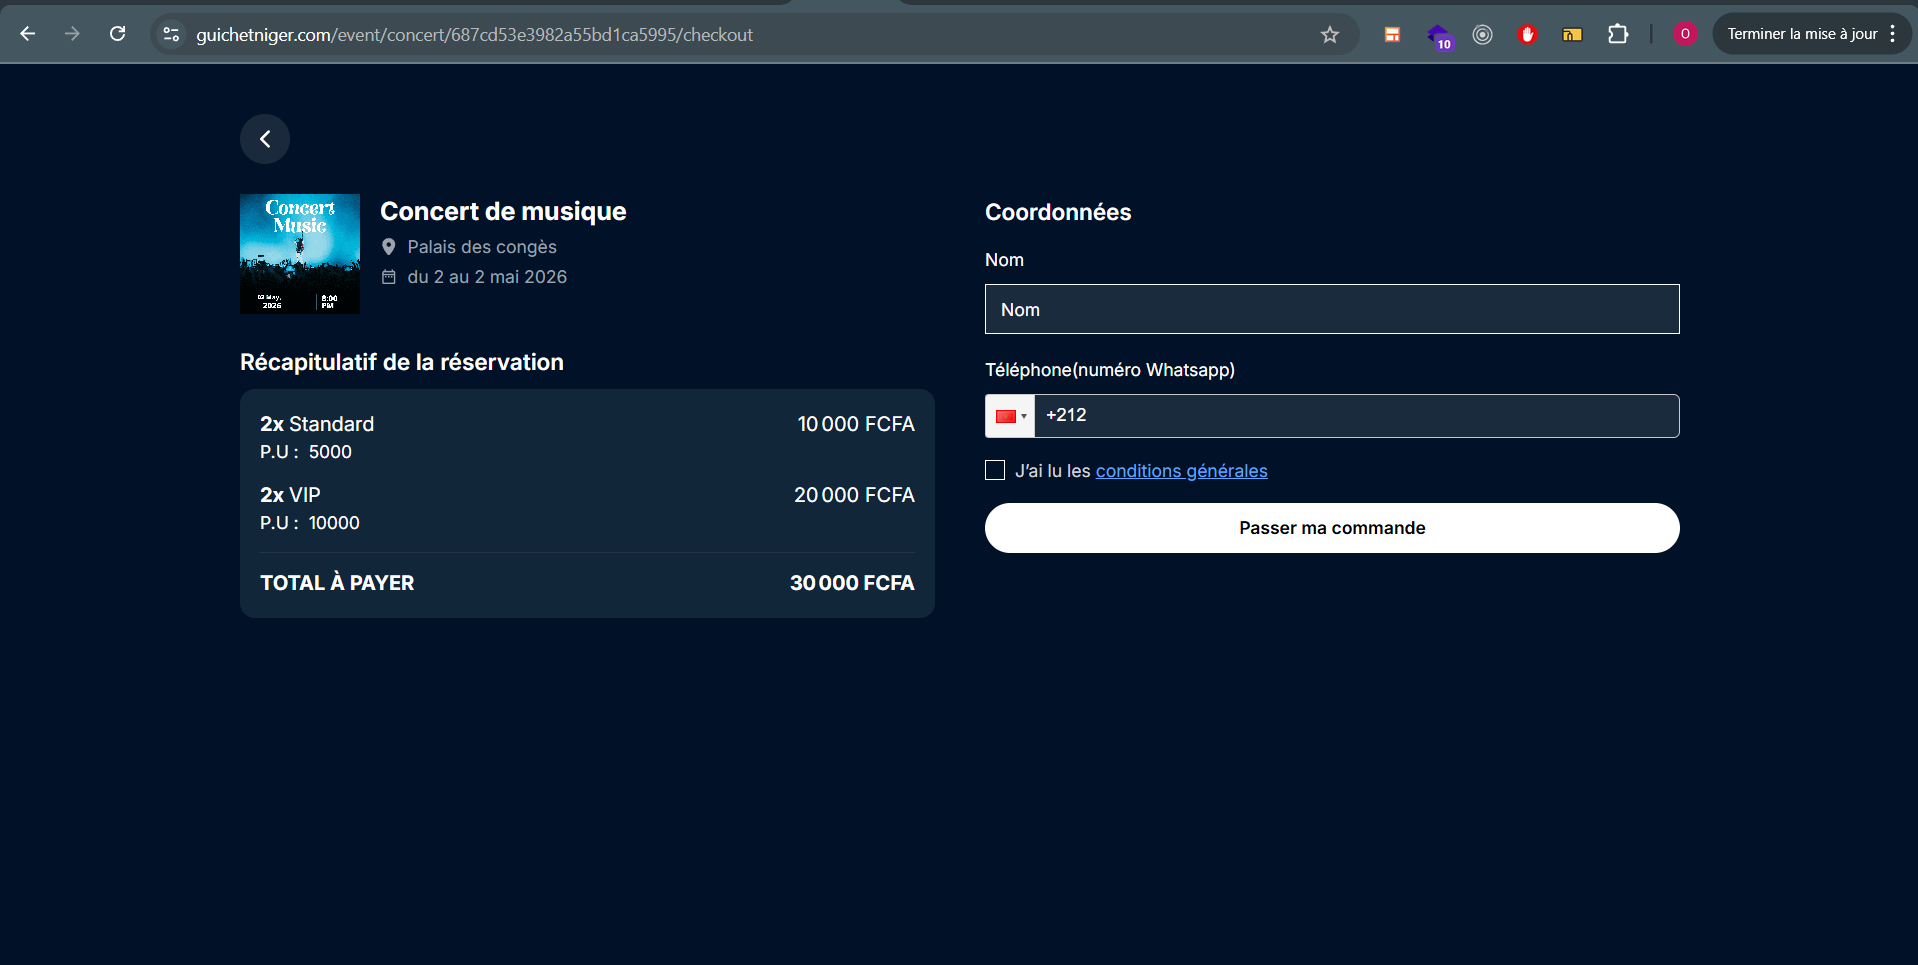 guichetniger.com/event/concert/687cd53e3982a55bd1ca5995/checkout
10
O
Terminer la mise à jour
Concert
Music
02 May,
2026
8:00
PM
Concert de musique
Palais des congès
du 2 au 2 mai 2026
Récapitulatif de la réservation
2x Standard 10 000 FCFA
P.U : 5000
2x VIP 20 000 FCFA
P.U : 10000
TOTAL À PAYER 30 000 FCFA
Coordonnées
Nom
Nom
Téléphone(numéro Whatsapp)
+212
J'ai lu les conditions générales
Passer ma commande